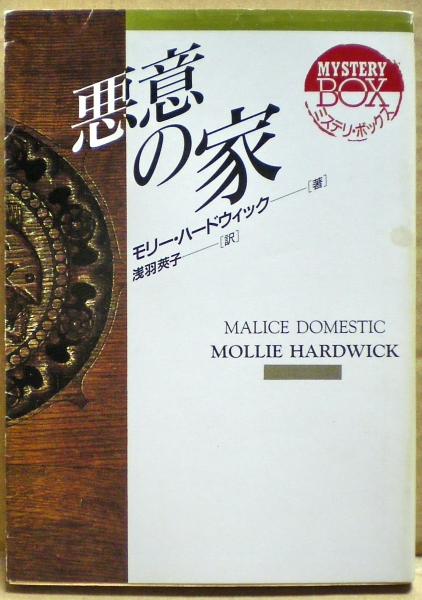 悪意の家
MYSTERY
BOX
ミステリ・ボックス
モリー・ハードウィック──[著]
浅羽莢子──[訳]
MALICE DOMESTIC
MOLLIE HARDWICK